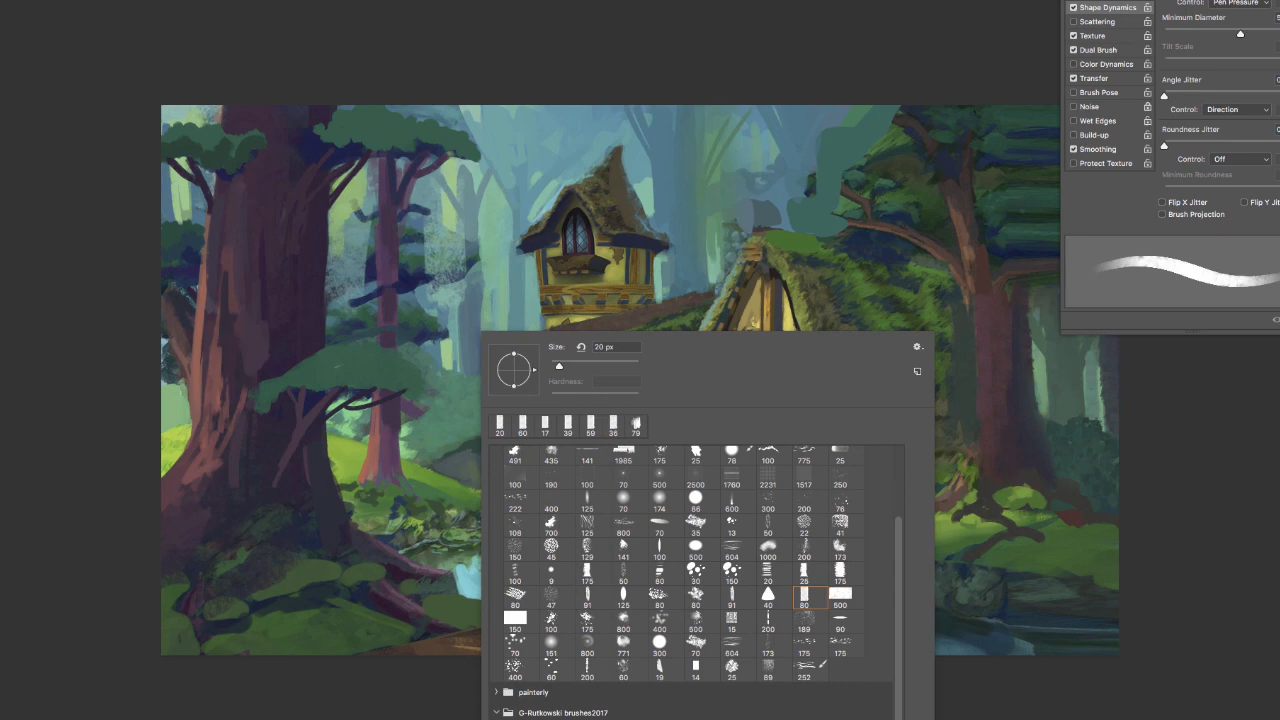 Control: Pen Pressure
Shape Dynamics
Scattering
Minimum Diameter
Texture
Dual Brush
Tilt Scale
Color Dynamics
Transfer
Angle Jitter
Brush Pose
Noise
Control: Direction
Wet Edges
Roundness Jitter
Build-up
Smoothing
Control: Off
Protect Texture
Minimum Roundness
Flip X Jitter
Flip Y Jit
Brush Projection
Size: 20 px
Hardness:
20 60 17 39 59 36 79
491 435 141 1985 175 25 78 100 775 25
100 190 100 70 500 2500 1760 2231 1517 250
222 400 125 70 174 86 600 300 200 76
108 700 125 800 70 35 13 50 22 41
150 45 129 141 100 500 604 1000 200 173
100 9 175 50 80 30 150 20 25 175
80 47 91 125 80 80 91 40 80 500
150 100 175 800 400 500 15 200 189 90
70 151 800 771 300 70 604 173 175 175
400 60 200 60 19 14 25 89 252
painterly
G-Rutkowski brushes2017